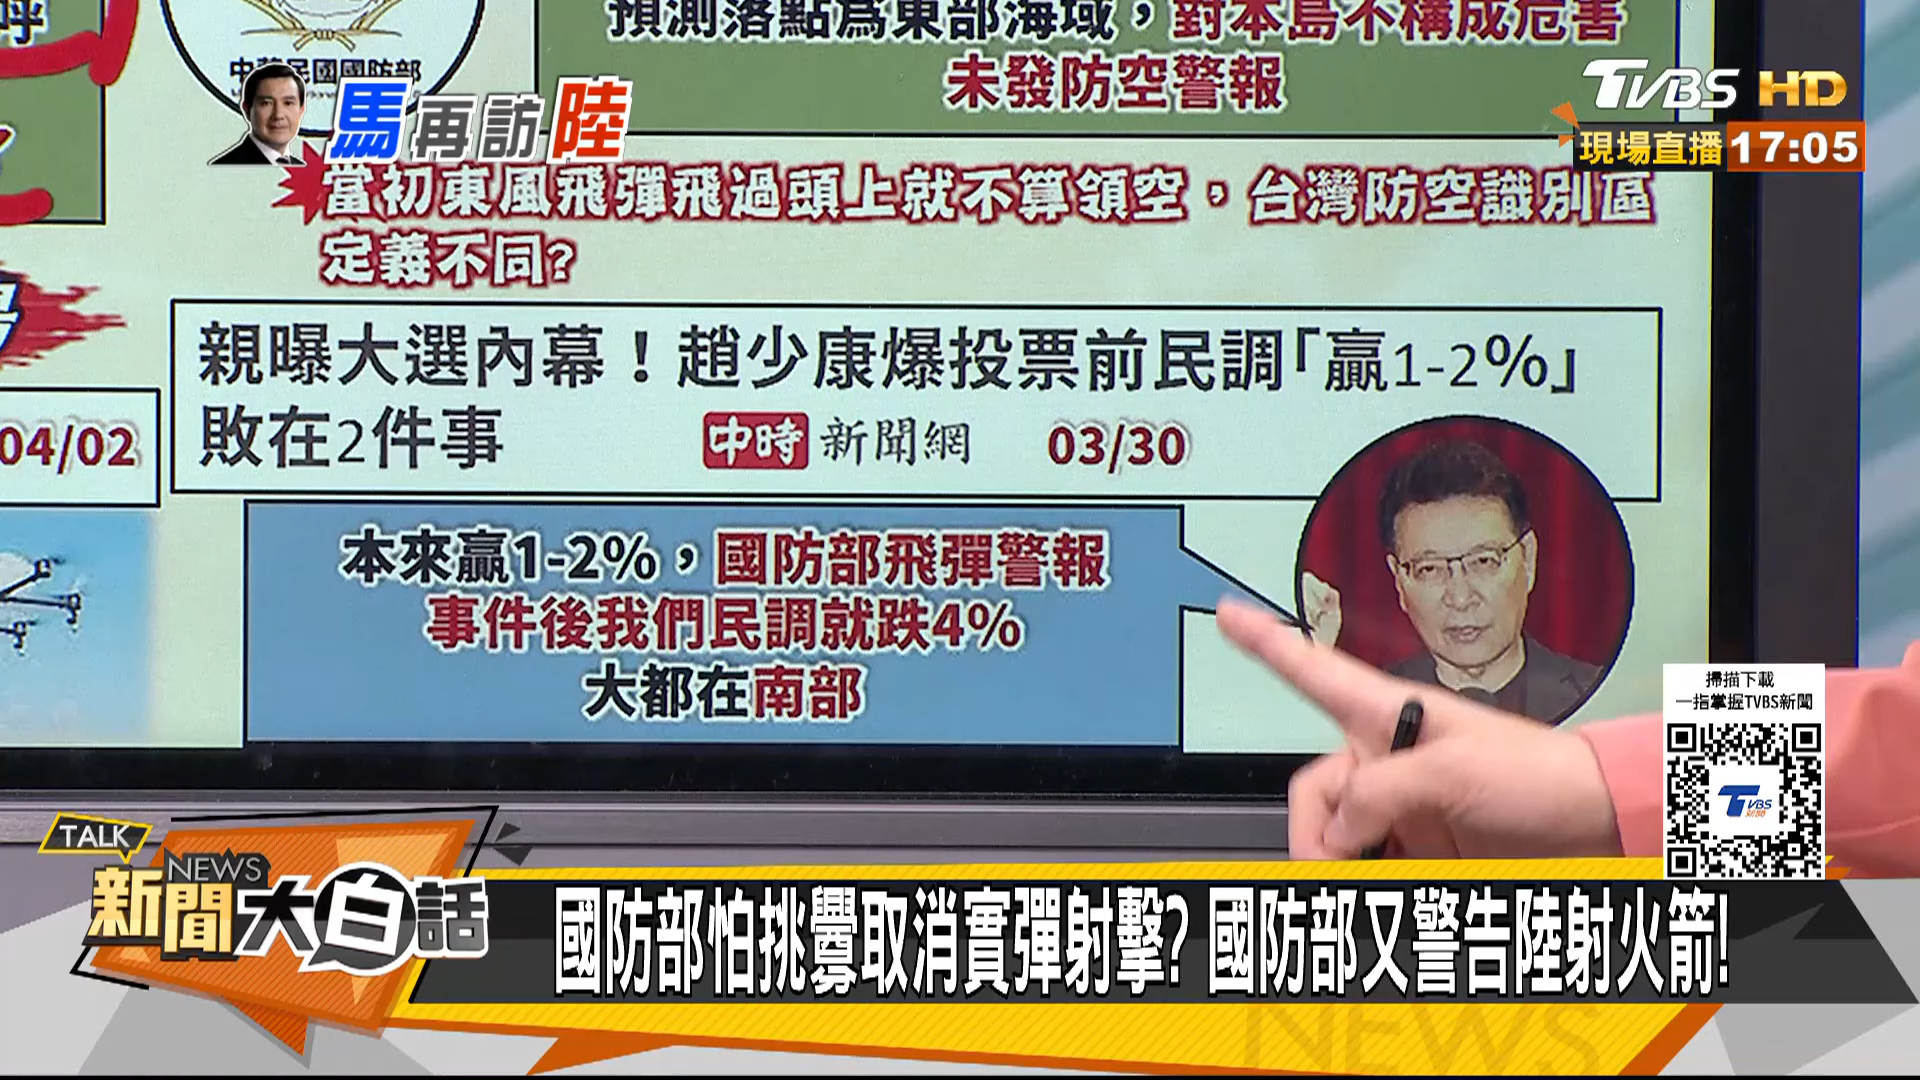 呼
中華民國國防部
預測落點為東部海域，對本島不構成危害
未發防空警報
TVBS HD
現場直播 17:05
馬再訪陸
當初東風飛彈飛過頭上就不算領空，台灣防空識別區
定義不同?
親曝大選內幕！趙少康爆投票前民調「贏1-2%」
敗在2件事
中時 新聞網 03/30
04/02
本來贏1-2%，國防部飛彈警報
事件後我們民調就跌4%
大都在南部
掃描下載
一指掌握TVBS新聞
TVBS
新聞
TALK
NEWS
新聞大白話
國防部怕挑釁取消實彈射擊? 國防部又警告陸射火箭!
NEWS